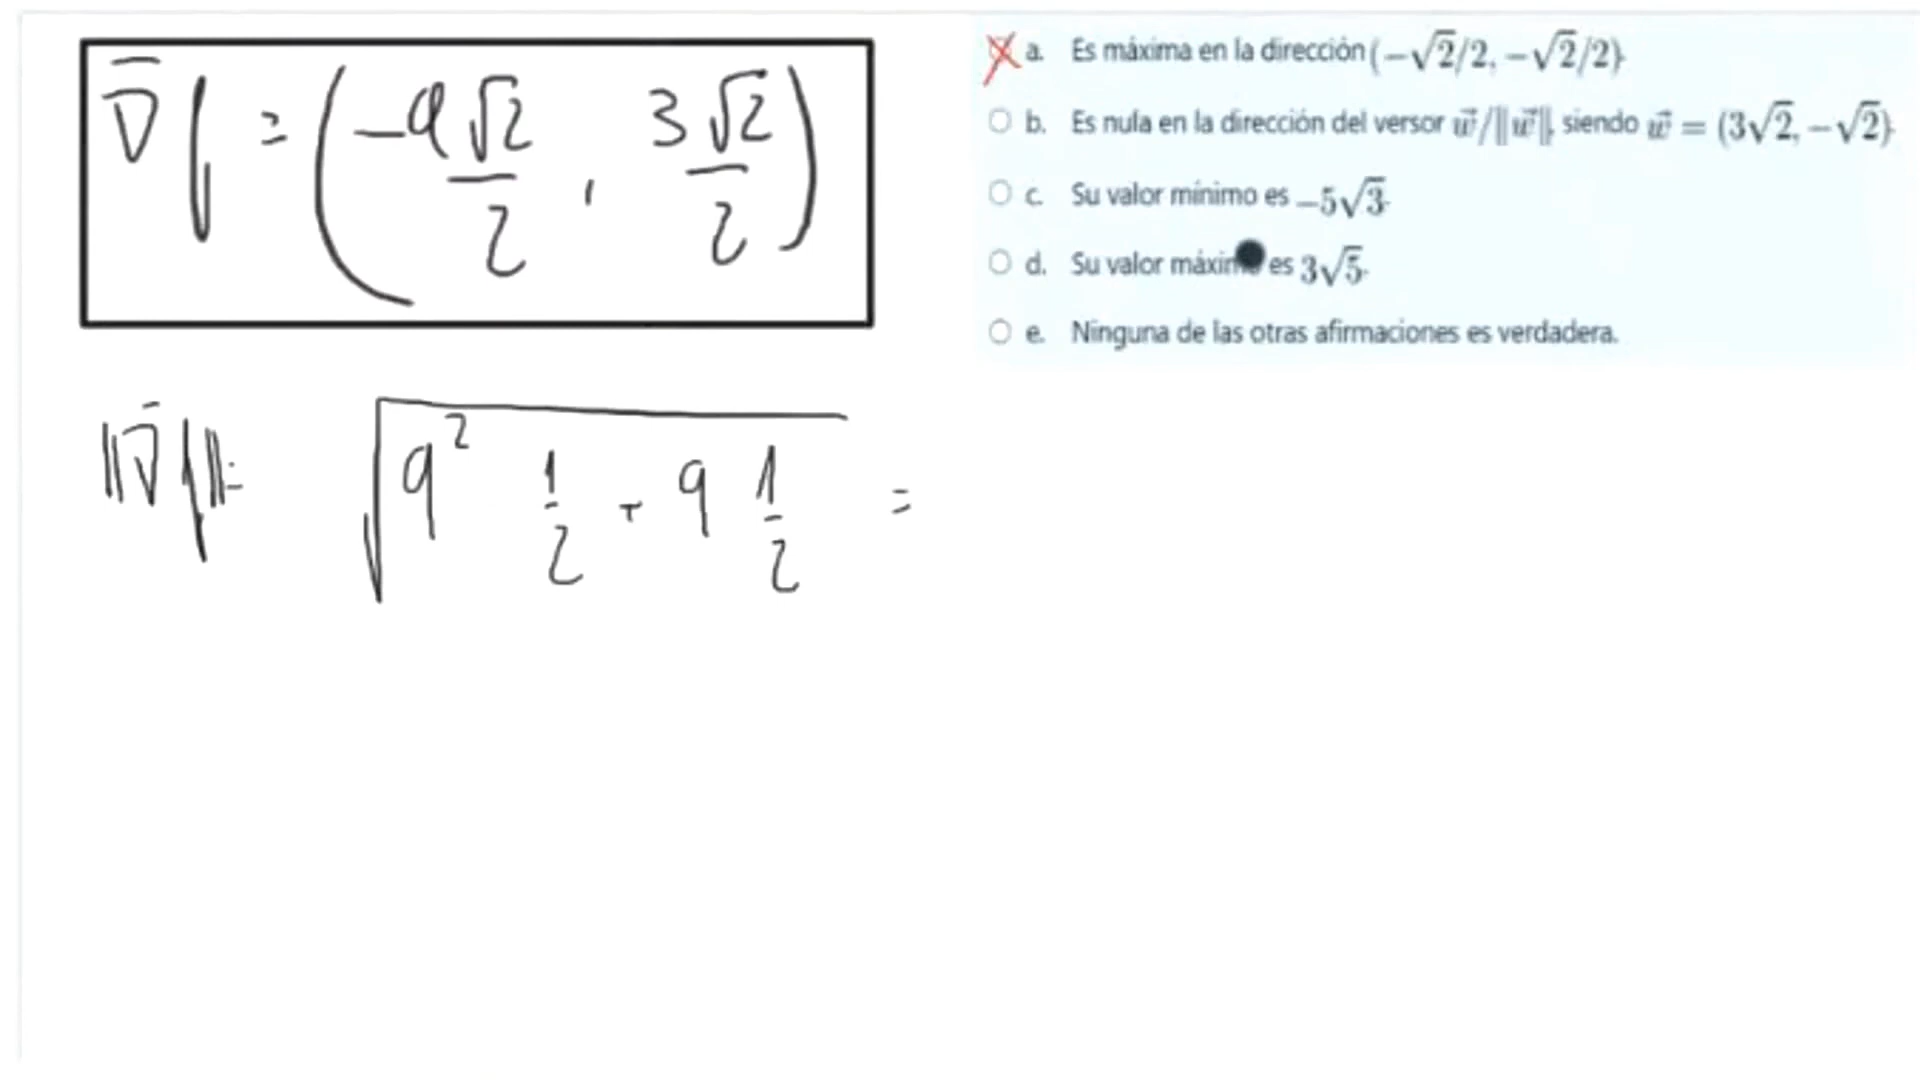 ∇̄f = (-9√2/2 , 3√2/2)
a. Es máxima en la dirección (−√2/2, −√2/2).
b. Es nula en la dirección del versor w⃗/‖w⃗‖, siendo w⃗ = (3√2, −√2).
c. Su valor mínimo es −5√3.
d. Su valor máximo es 3√5.
e. Ninguna de las otras afirmaciones es verdadera.
‖∇̄f‖= √(9² 1/2 + 9 1/2) =